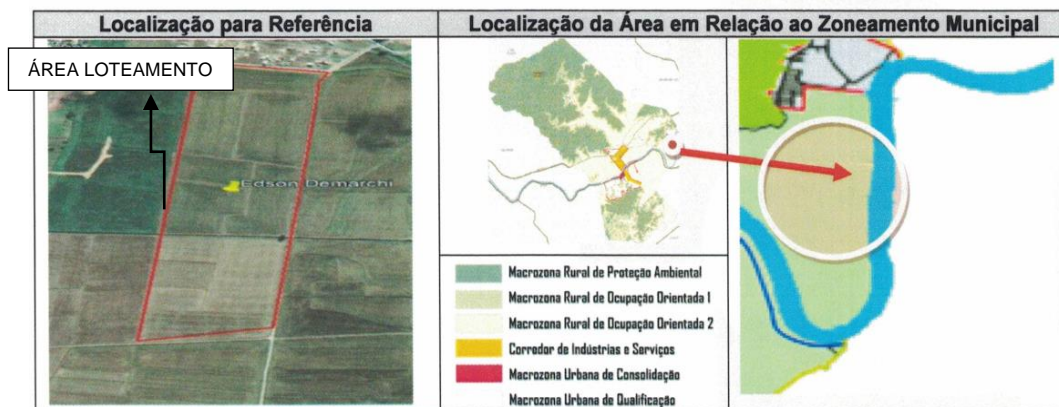 Localização para Referência
Localização da Área em Relação ao Zoneamento Municipal
ÁREA LOTEAMENTO
Edson Demarchi
Macrozona Rural de Proteção Ambiental
Macrozona Rural de Ocupação Orientada 1
Macrozona Rural de Ocupação Orientada 2
Corredor de Indústrias e Serviços
Macrozona Urbana de Consolidação
Macrozona Urbana de Qualificação